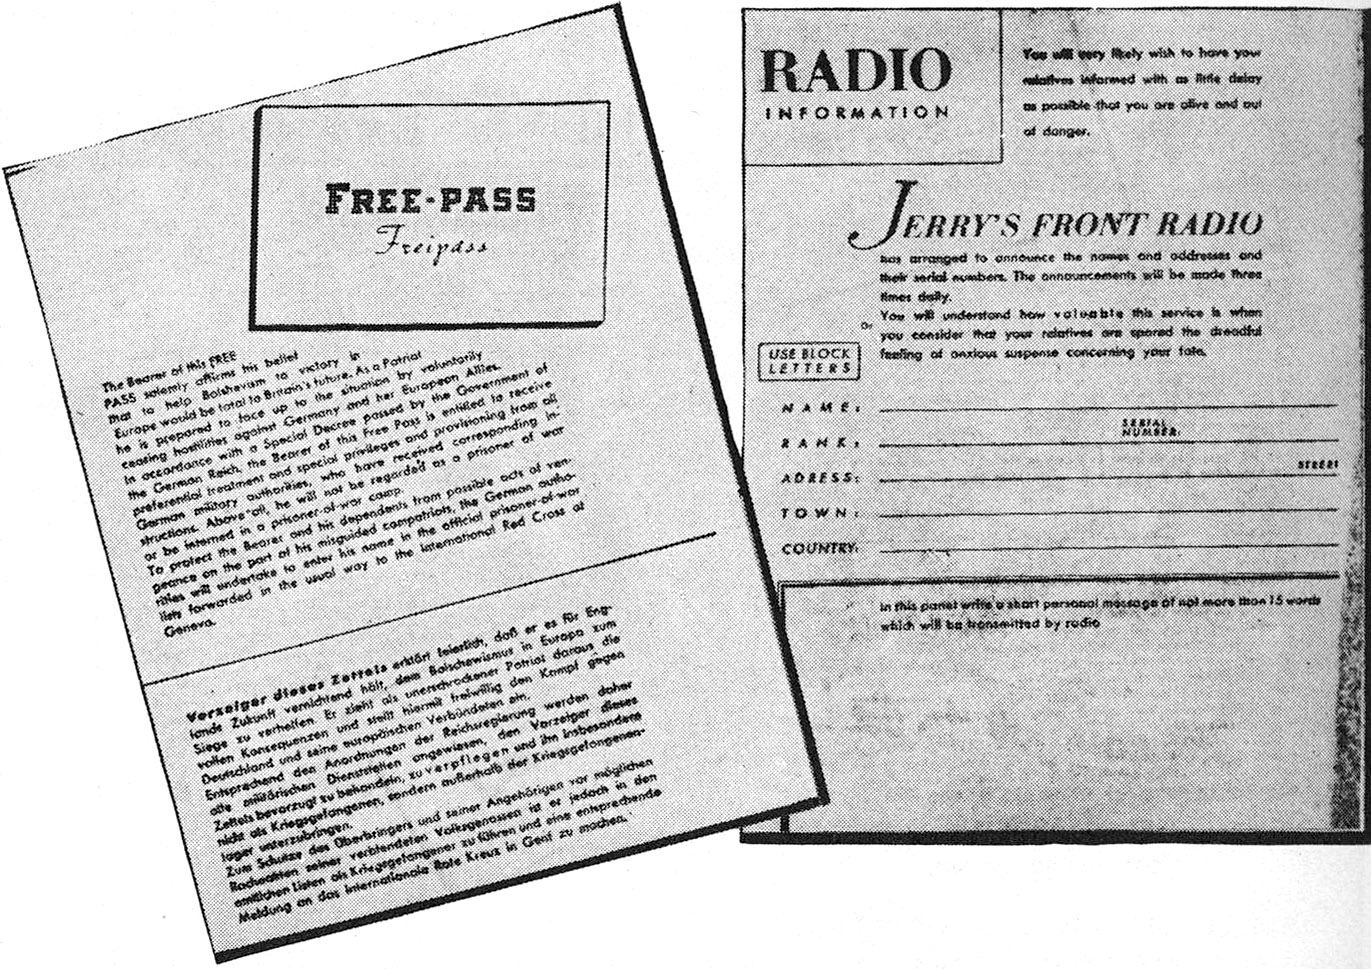 FREE-PASS
Freipass
The Bearer of this FREE
PASS solemly affirms his belief
that to help Bolshevism to victory in
Europe would be fatal to Britain's future. As a Patriot
he is prepared to face up to the situation by voluntarily
ceasing hostilities against Germany and her European Allies.
In accordance with a Special Decree passed by the Government of
the German Reich, the Bearer of this Free Pass is entitled to receive
preferential treatment and special privileges and provisioning from all
German military authorities, who have received corresponding in-
structions. Above all, he will not be regarded as a prisoner of war
or be interned in a prisoner-of-war camp.
To protect the Bearer and his dependents from possible acts of ven-
geance on the part of his misguided compatriots, the German autho-
rities will undertake to enter his name in the official prisoner-of-war
lists forwarded in the usual way to the International Red Cross at
Geneva.
Vorzeiger dieses Zettels erklärt feierlich, daß er es für Eng-
lands Zukunft vernichtend hält, dem Bolschewismus in Europa zum
Siege zu verhelfen. Er zieht als unerschrockener Patriot daraus die
vollen Konsequenzen und stellt hiermit freiwillig den Kampf gegen
Deutschland und seine europäischen Verbündeten ein.
Entsprechend den Anordnungen der Reichsregierung werden daher
alle militärischen Dienststellen angewiesen, den Vorzeiger dieses
Zettels bevorzugt zu behandeln, zu verpflegen und ihn insbesondere
nicht als Kriegsgefangenen, sondern außerhalb der Kriegsgefangenen-
lager unterzubringen.
Zum Schutze des Überbringers und seiner Angehörigen vor möglichen
Racheakten seiner verblendeten Volksgenossen ist er jedoch in den
amtlichen Listen als Kriegsgefangener zu führen und eine entsprechende
Meldung an das Internationale Rote Kreuz in Genf zu machen.
RADIO
INFORMATION
You will very likely wish to have your
relatives informed with as little delay
as possible that you are alive and out
of danger.
JERRY'S FRONT RADIO
has arranged to announce the names and addresses and
their serial numbers. The announcements will be made three
times daily.
You will understand how valuable this service is when
you consider that your relatives are spared the dreadful
feeling of anxious suspense concerning your fate.
USE BLOCK
LETTERS
NAME:
RANK:
SERIAL
NUMBER:
ADRESS:
STREET
TOWN:
COUNTRY:
In this panel write a short personal message of not more than 15 words
which will be transmitted by radio